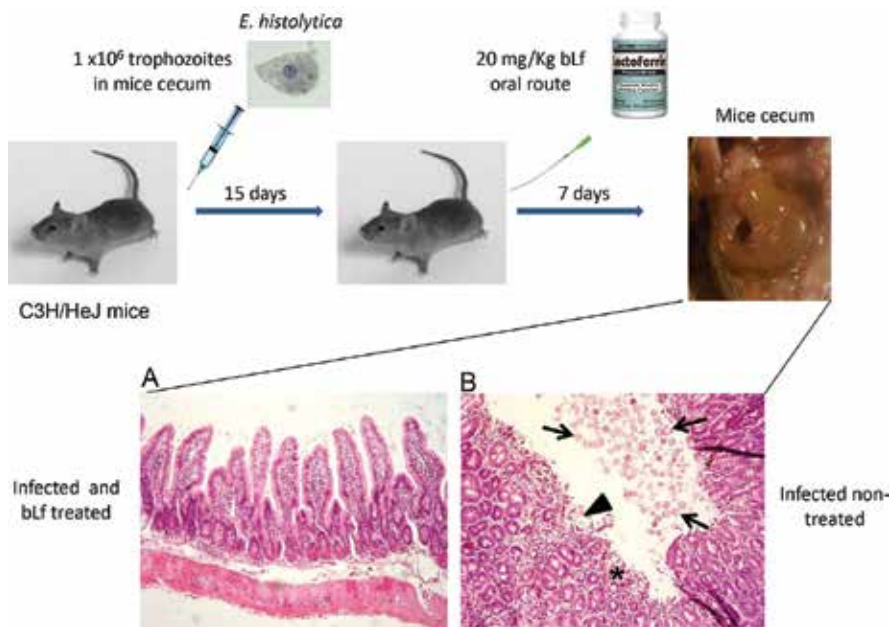 E. histolytica
1 x10⁶ trophozoites
in mice cecum
20 mg/Kg bLf
oral route
Lactoferrin
Mice cecum
15 days
7 days
C3H/HeJ mice
A
B
Infected and
bLf treated
Infected non-
treated
*